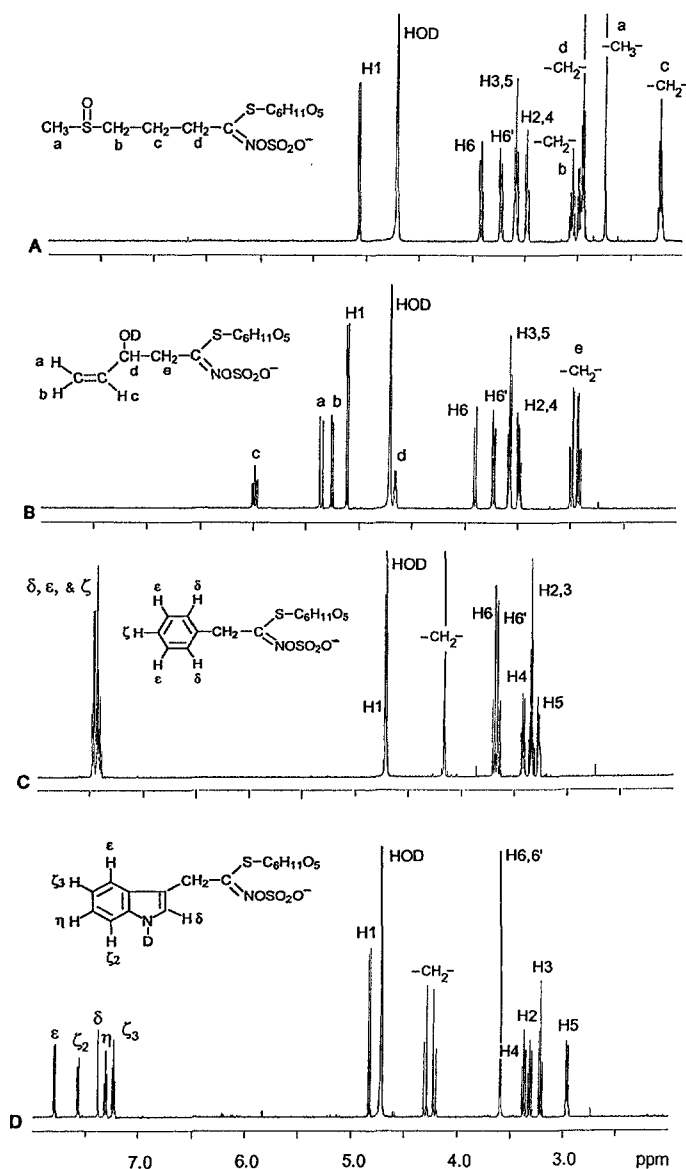 a
HOD
H1
d
–CH₃–
c
O
S–C₆H₁₁O₅
–CH₂–
–CH₂–
H3,5
CH₃–S–CH₂–CH₂–CH₂–C
H2,4
NOSO₂O⁻
H6
H6'
–CH₂–
a b c d
b
A
HOD
H1
OD
S–C₆H₁₁O₅
H3,5
e
a H
CH₂–C
–CH₂–
d e
NOSO₂O⁻
H6'
b H C=C H c
a b
H6
H2,4
c
d
B
δ, ε, & ζ
ε δ
H H
S–C₆H₁₁O₅
HOD
H2,3
–CH₂–
H6
H6'
ζ H CH₂–C
NOSO₂O⁻
H H
ε δ
H4
H1
H5
C
ε
H
S–C₆H₁₁O₅
HOD
H6,6'
ζ3 H CH₂–C
NOSO₂O⁻
η H H δ
N
H1
–CH₂–
H3
H D
ζ2
H2
δ
ε
ζ2
η
ζ3
H4
H5
D
7.0 6.0 5.0 4.0 3.0 ppm